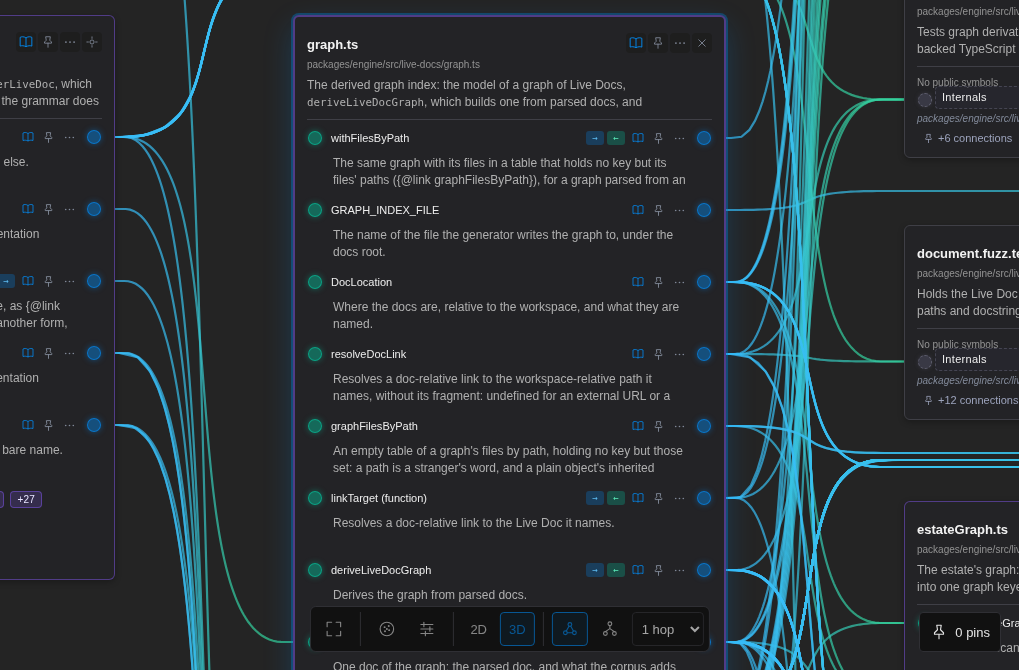 erLiveDoc, which
the grammar does
else.
entation
→
e, as {@link
another form,
entation
bare name.
+27
graph.ts
packages/engine/src/live-docs/graph.ts
The derived graph index: the model of a graph of Live Docs,
deriveLiveDocGraph, which builds one from parsed docs, and
withFilesByPath
→ ←
The same graph with its files in a table that holds no key but its
files' paths ({@link graphFilesByPath}), for a graph parsed from an
GRAPH_INDEX_FILE
The name of the file the generator writes the graph to, under the
docs root.
DocLocation
Where the docs are, relative to the workspace, and what they are
named.
resolveDocLink
Resolves a doc-relative link to the workspace-relative path it
names, without its fragment: undefined for an external URL or a
graphFilesByPath
An empty table of a graph's files by path, holding no key but those
set: a path is a stranger's word, and a plain object's inherited
linkTarget (function)
→ ←
Resolves a doc-relative link to the Live Doc it names.
deriveLiveDocGraph
→ ←
Derives the graph from parsed docs.
2D
3D
1 hop
One doc of the graph: the parsed doc, and what the corpus adds
packages/engine/src/live
Tests graph derivat
backed TypeScript
No public symbols
Internals
packages/engine/src/liv
+6 connections
document.fuzz.te
packages/engine/src/liv
Holds the Live Doc
paths and docstring
No public symbols
Internals
packages/engine/src/liv
+12 connections
estateGraph.ts
packages/engine/src/liv
The estate's graph:
into one graph keye
eGra
0 pins
can